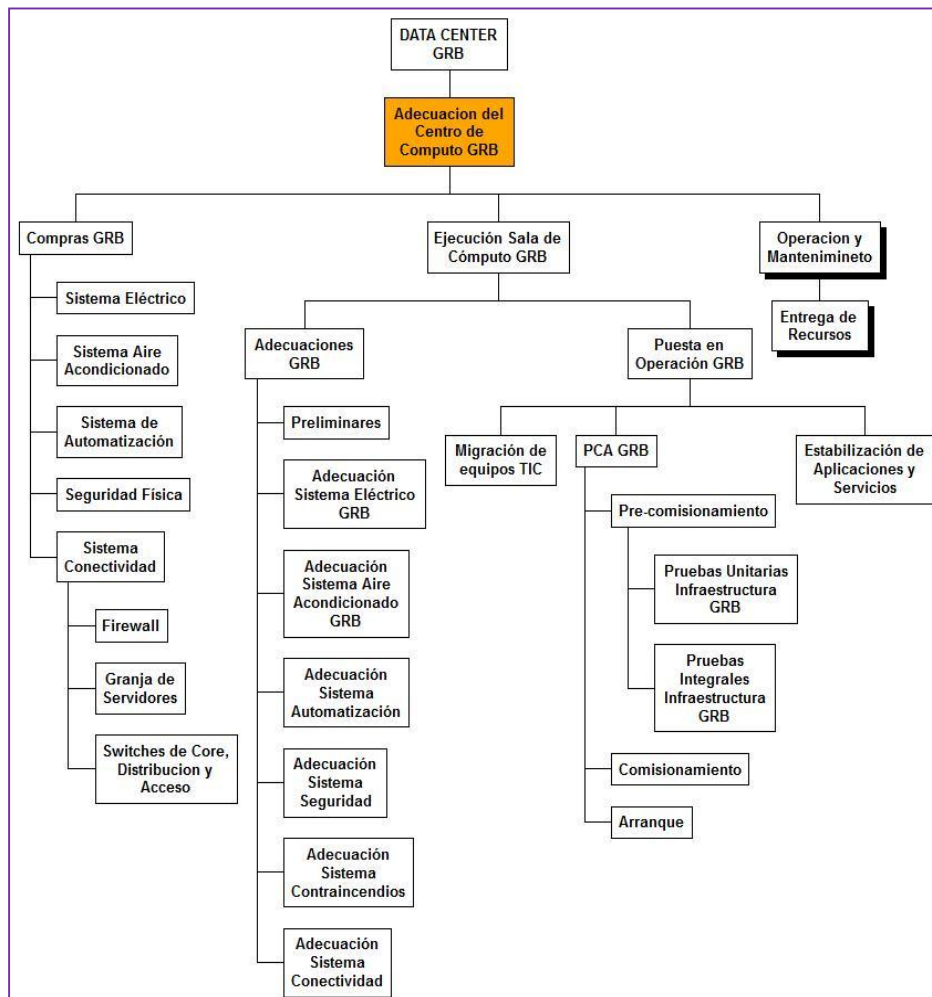 DATA CENTER
GRB
Adecuacion del
Centro de
Computo GRB
Compras GRB
Ejecución Sala de
Cómputo GRB
Operacion y
Mantenimineto
Sistema Eléctrico
Sistema Aire
Acondicionado
Sistema de
Automatización
Seguridad Física
Sistema
Conectividad
Firewall
Granja de
Servidores
Switches de Core,
Distribucion y
Acceso
Adecuaciones
GRB
Preliminares
Adecuación
Sistema Eléctrico
GRB
Adecuación
Sistema Aire
Acondicionado
GRB
Adecuación
Sistema
Automatización
Adecuación
Sistema
Seguridad
Adecuación
Sistema
Contraincendios
Adecuación
Sistema
Conectividad
Puesta en
Operación GRB
Migración de
equipos TIC
PCA GRB
Pre-comisionamiento
Pruebas Unitarias
Infraestructura
GRB
Pruebas
Integrales
Infraestructura
GRB
Comisionamiento
Arranque
Estabilización de
Aplicaciones y
Servicios
Entrega de
Recursos